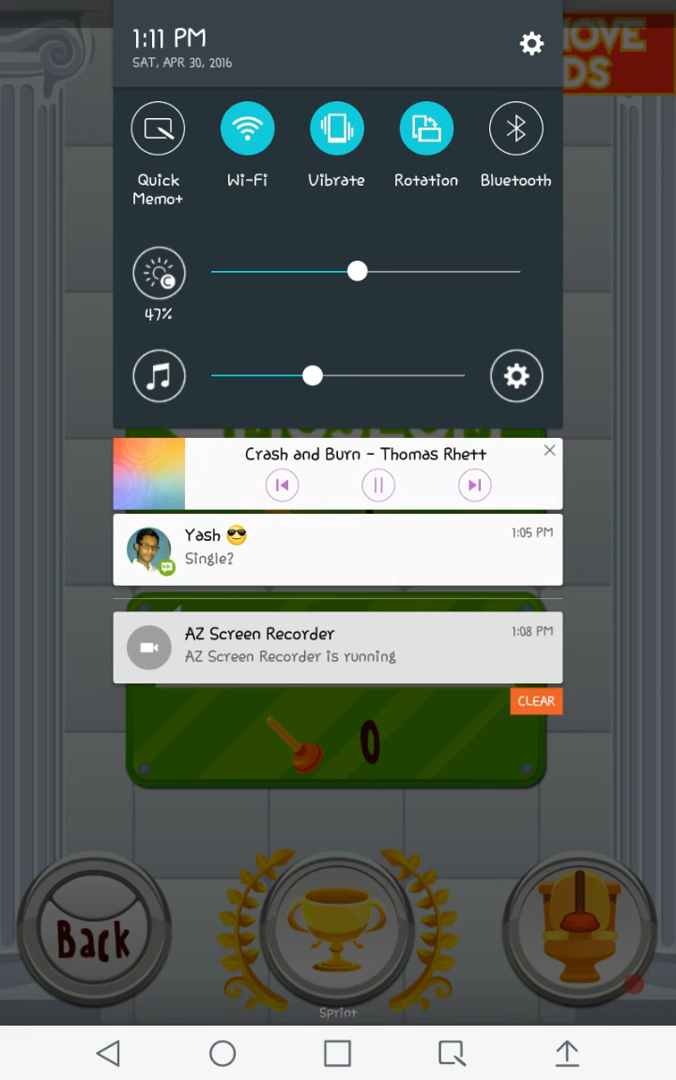 1:11 PM
SAT, APR 30, 2016
DS
Quick
Memo+
Wi-Fi
Vibrate
Rotation
Bluetooth
47%
Crash and Burn - Thomas Rhett
Yash 😎
1:05 PM
Single?
AZ Screen Recorder
1:08 PM
AZ Screen Recorder is running
CLEAR
0
Back
Sprint